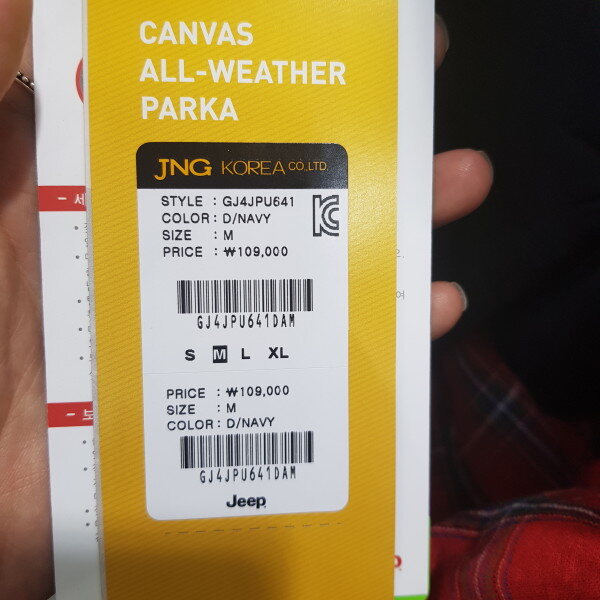 CANVAS
ALL-WEATHER
PARKA
JNG KOREA CO.,LTD
STYLE : GJ4JPU641
COLOR : D/NAVY
SIZE : M
PRICE : ₩109,000
GJ4JPU641DAM
S M L XL
PRICE : ₩109,000
SIZE : M
COLOR : D/NAVY
GJ4JPU641DAM
Jeep